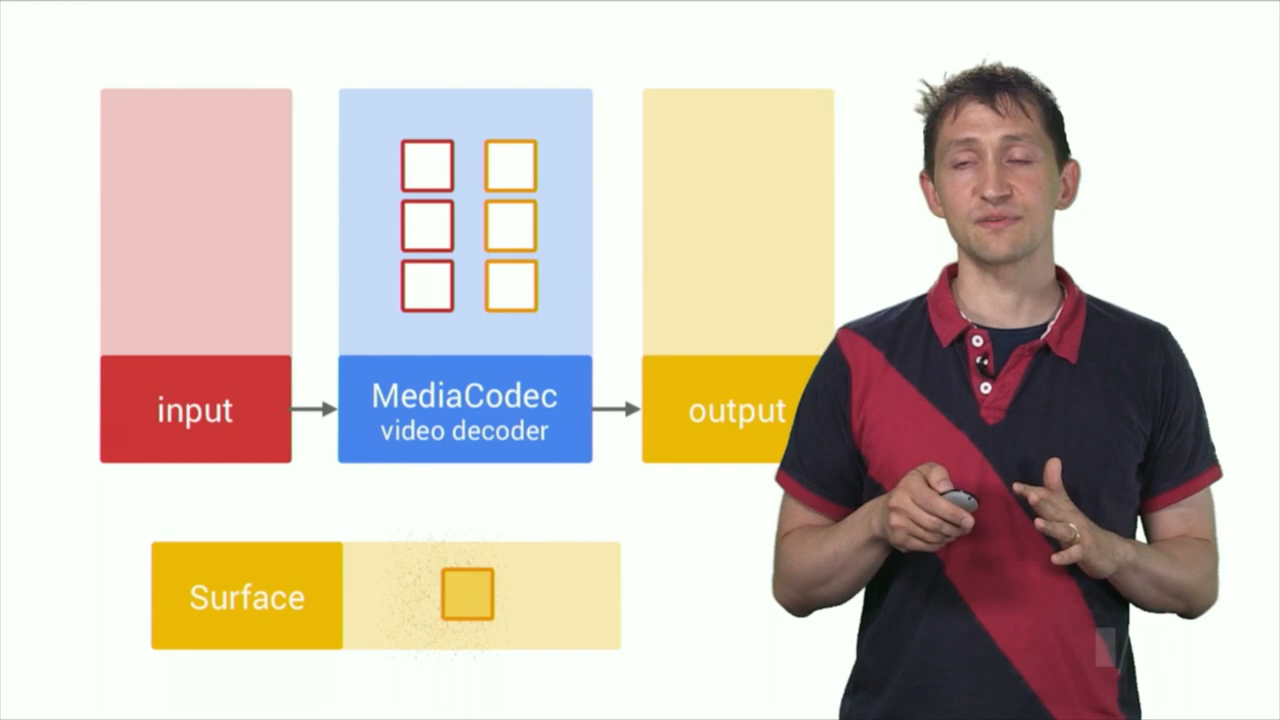 input
MediaCodec
video decoder
output
Surface